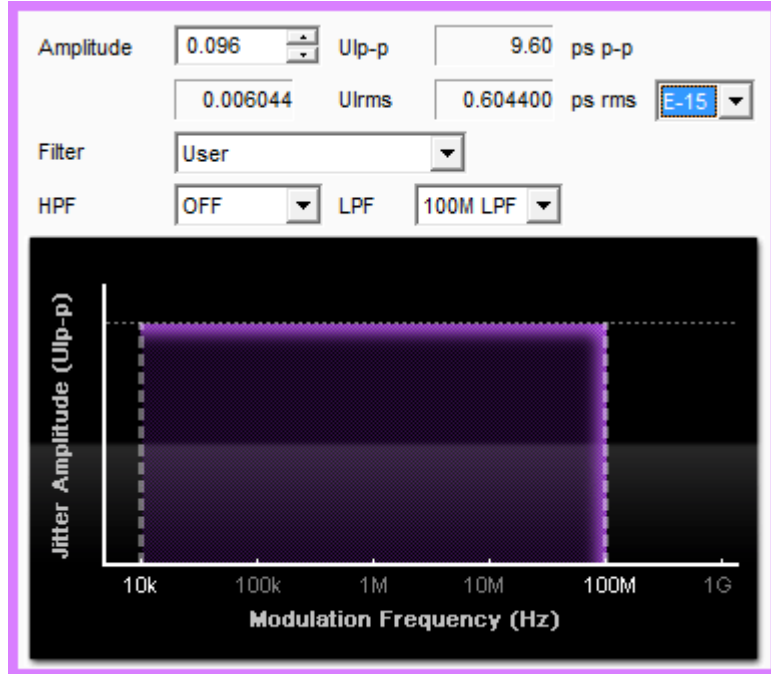 Amplitude 0.096 UIp-p 9.60 ps p-p
0.006044 UIrms 0.604400 ps rms E-15
Filter User
HPF OFF LPF 100M LPF
Jitter Amplitude (UIp-p)
10k 100k 1M 10M 100M 1G
Modulation Frequency (Hz)